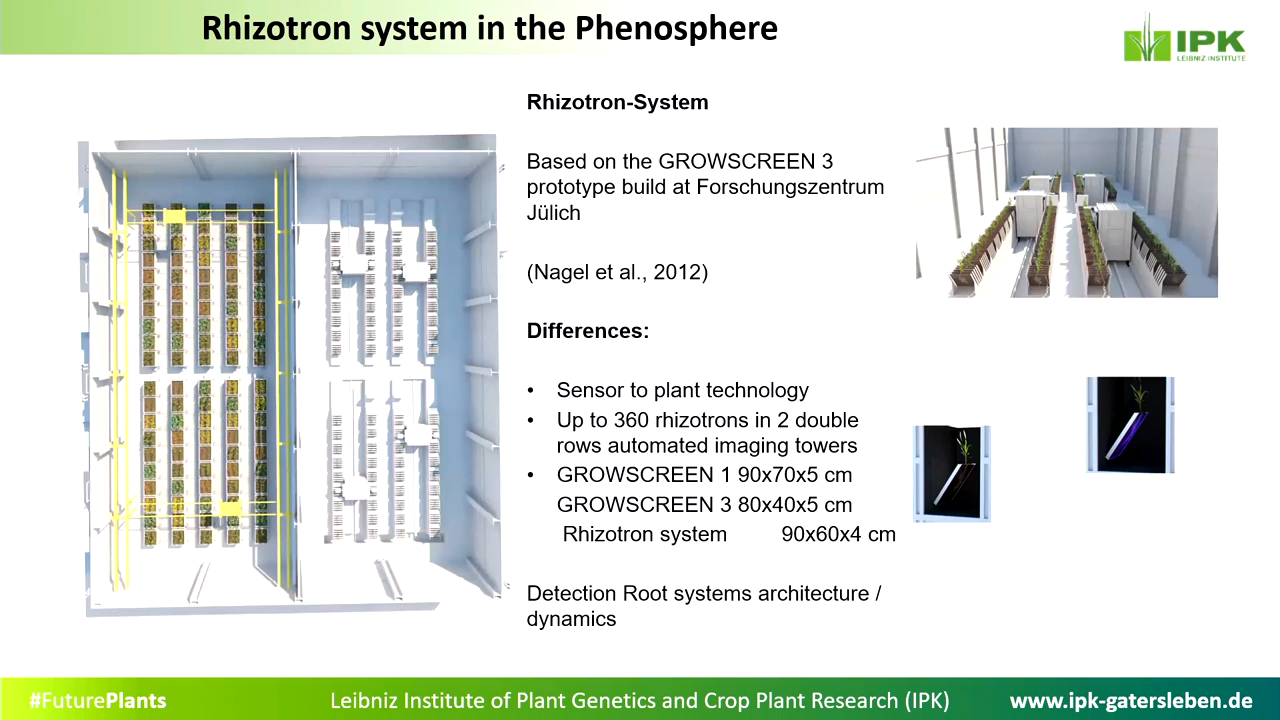 Rhizotron system in the Phenosphere
IPK
LEIBNIZ INSTITUTE
Rhizotron-System
Based on the GROWSCREEN 3
prototype build at Forschungszentrum
Jülich
(Nagel et al., 2012)
Differences:
• Sensor to plant technology
• Up to 360 rhizotrons in 2 double
rows automated imaging towers
• GROWSCREEN 1 90x70x5 cm
GROWSCREEN 3 80x40x5 cm
Rhizotron system 90x60x4 cm
Detection Root systems architecture /
dynamics
#FuturePlants
Leibniz Institute of Plant Genetics and Crop Plant Research (IPK)
www.ipk-gatersleben.de